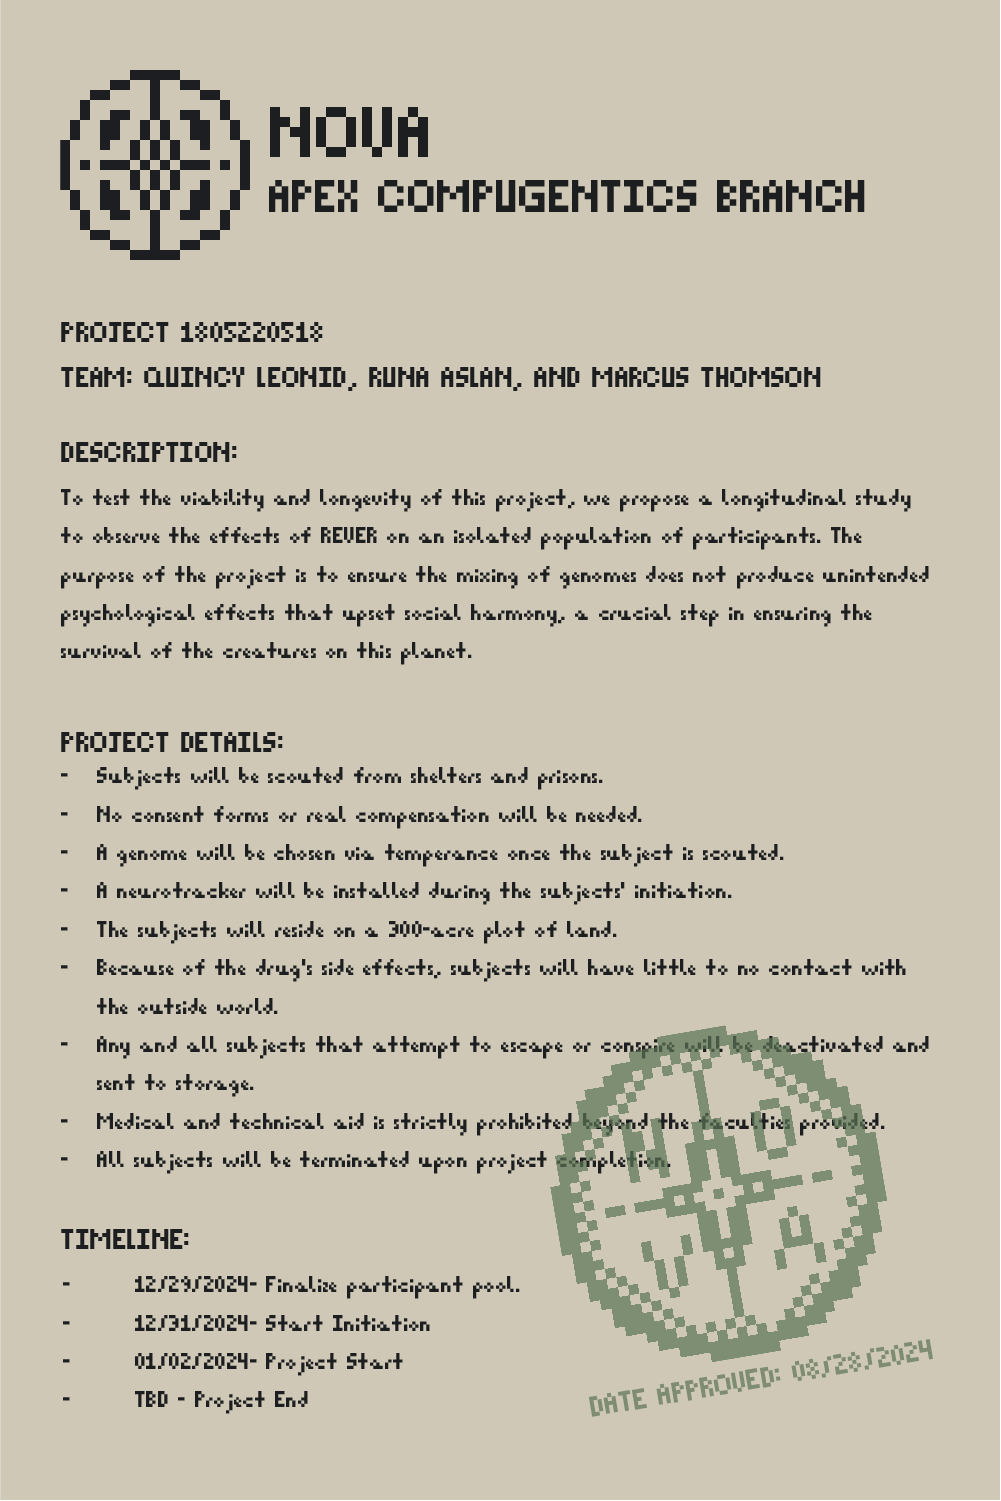 NOVA
APEX COMPUGENTICS BRANCH
PROJECT 1805220518
TEAM: QUINCY LEONID, RUNA ASLAN, AND MARCUS THOMSON
DESCRIPTION:
To test the viability and longevity of this project, we propose a longitudinal study
to observe the effects of REVER on an isolated population of participants. The
purpose of the project is to ensure the mixing of genomes does not produce unintended
psychological effects that upset social harmony, a crucial step in ensuring the
survival of the creatures on this planet.
PROJECT DETAILS:
- Subjects will be scouted from shelters and prisons.
- No consent forms or real compensation will be needed.
- A genome will be chosen via temperance once the subject is scouted.
- A neurotracker will be installed during the subjects' initiation.
- The subjects will reside on a 300-acre plot of land.
- Because of the drug's side effects, subjects will have little to no contact with
the outside world.
- Any and all subjects that attempt to escape or conspire will be deactivated and
sent to storage.
- Medical and technical aid is strictly prohibited beyond the faculties provided.
- All subjects will be terminated upon project completion.
TIMELINE:
- 12/29/2024- Finalize participant pool.
- 12/31/2024- Start Initiation
- 01/02/2024- Project Start
- TBD - Project End
N O
V A
DATE APPROVED: 08/28/2024